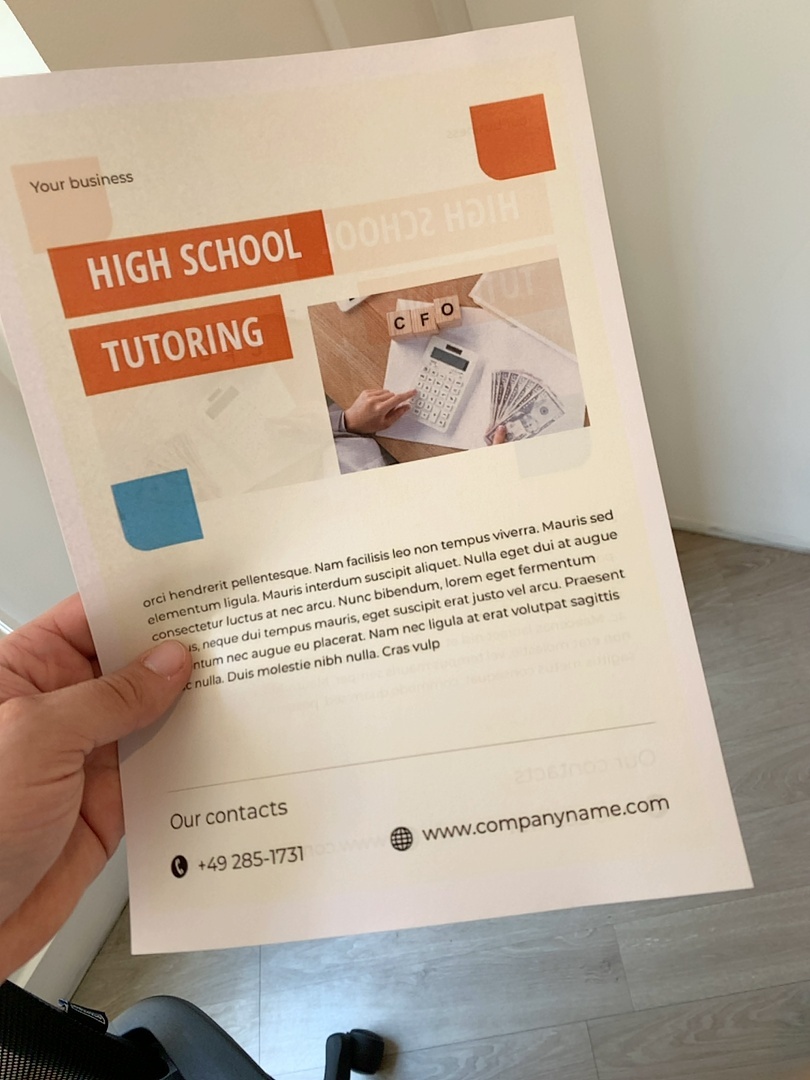 Your business
HIGH SCHOOL
TUTORING
C F O
orci hendrerit pellentesque. Nam facilisis leo non tempus viverra. Mauris sed
elementum ligula. Mauris interdum suscipit aliquet. Nulla eget dui at augue
consectetur luctus at nec arcu. Nunc bibendum, lorem eget fermentum
neque dui tempus mauris, eget suscipit erat justo vel arcu. Praesent
nec augue eu placerat. Nam nec ligula at erat volutpat sagittis
nulla. Duis molestie nibh nulla. Cras vulp
Our contacts
+49 285-1731
www.companyname.com